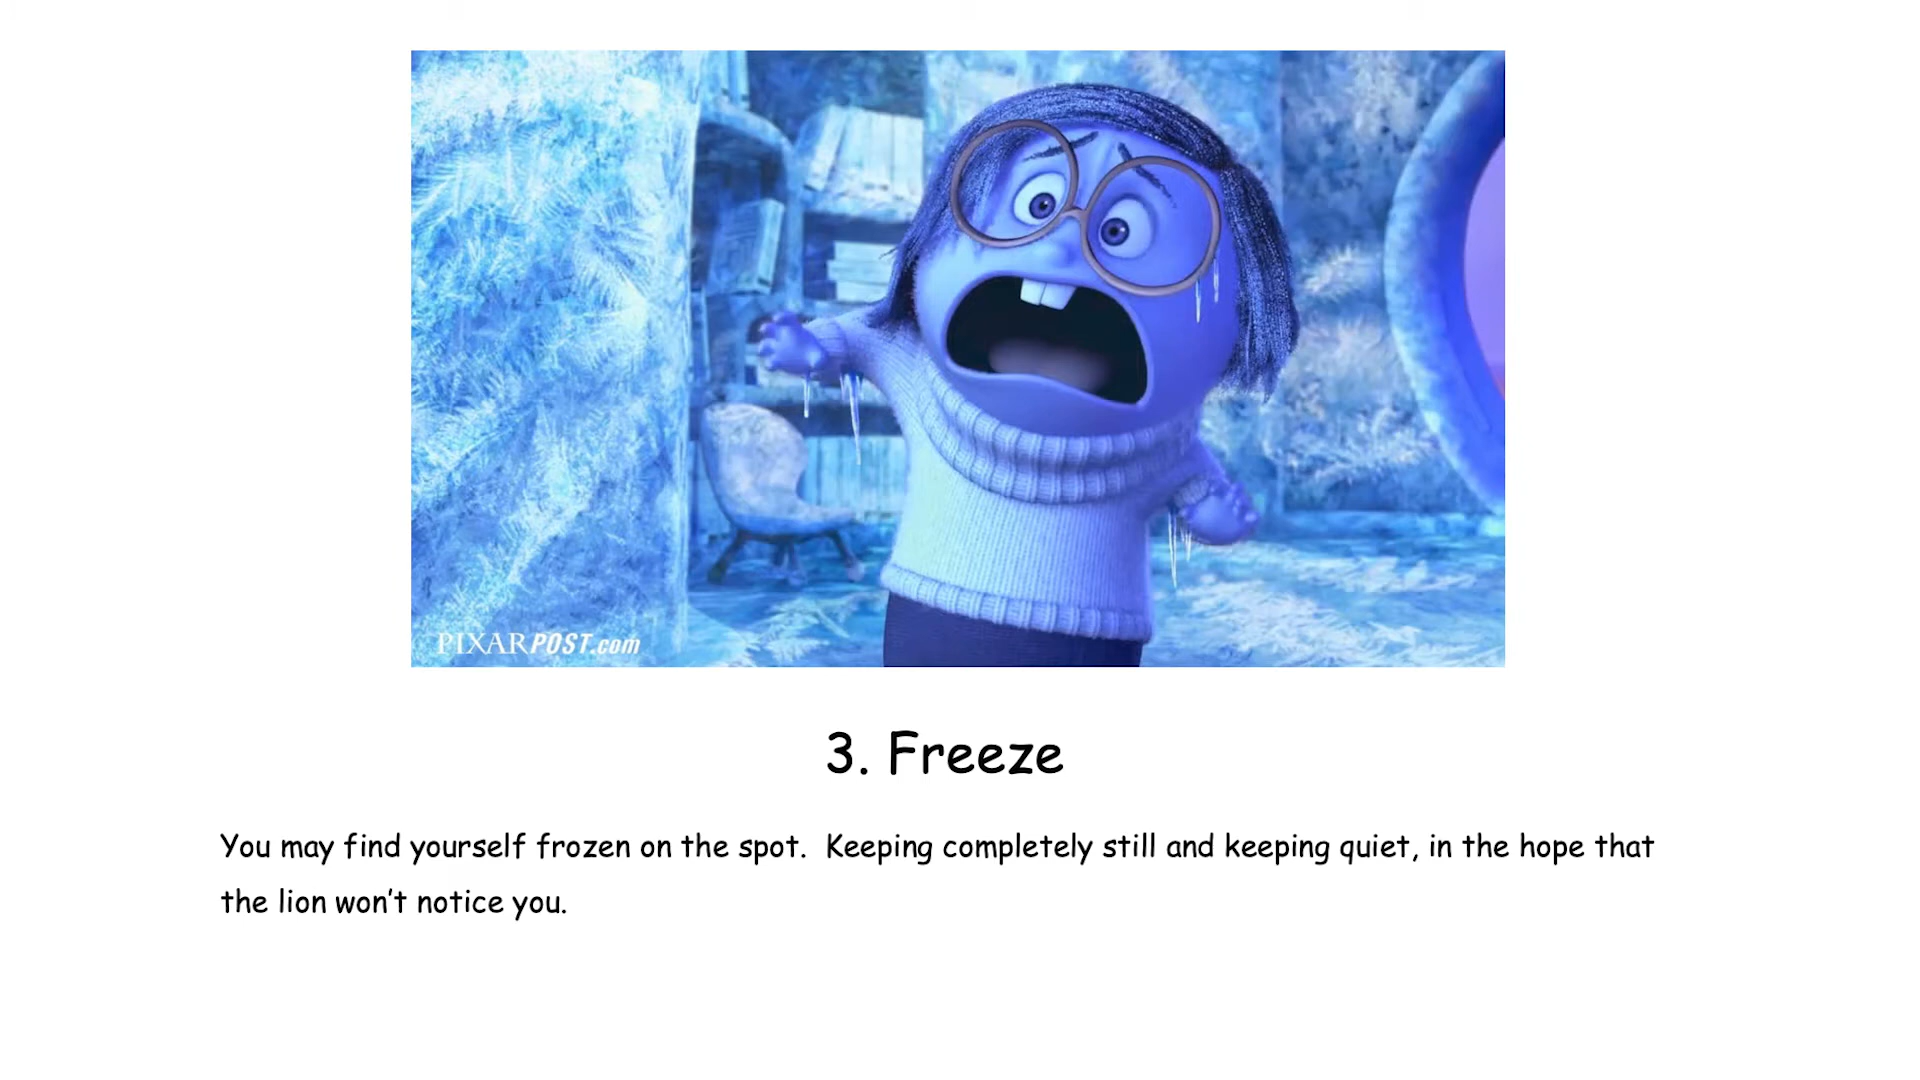 PIXARPOST.com
3. Freeze
You may find yourself frozen on the spot.  Keeping completely still and keeping quiet, in the hope that
the lion won't notice you.